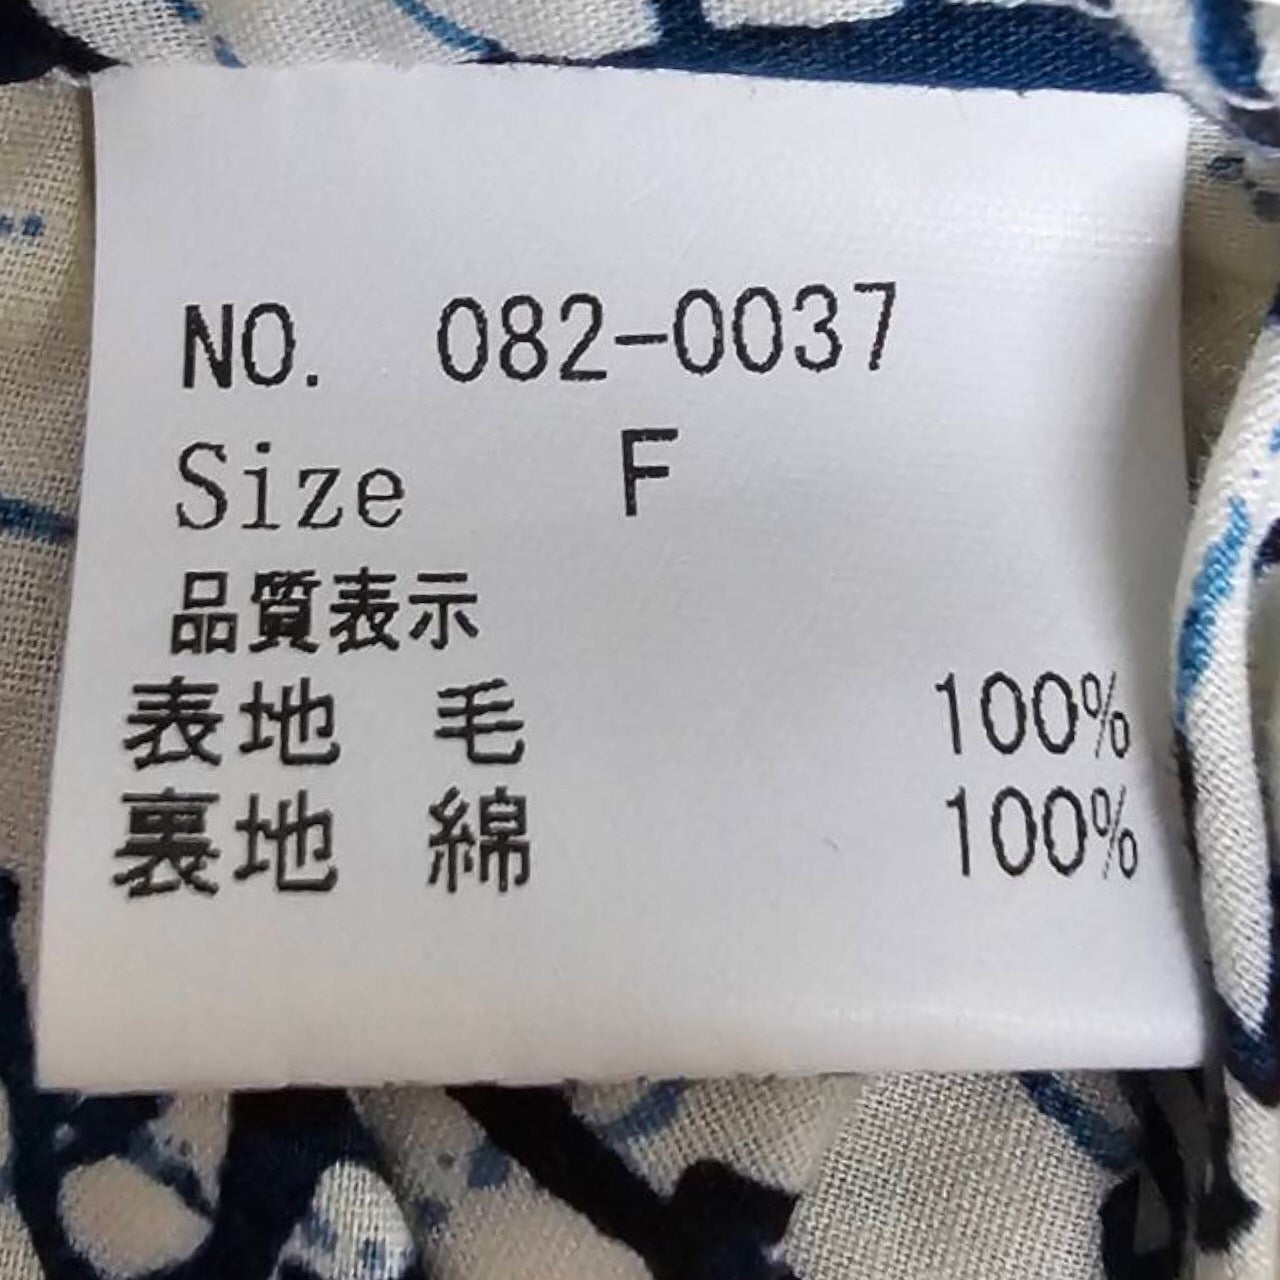 NO. 082-0037
Size F
品質表示
表地 毛 100%
裏地 綿 100%